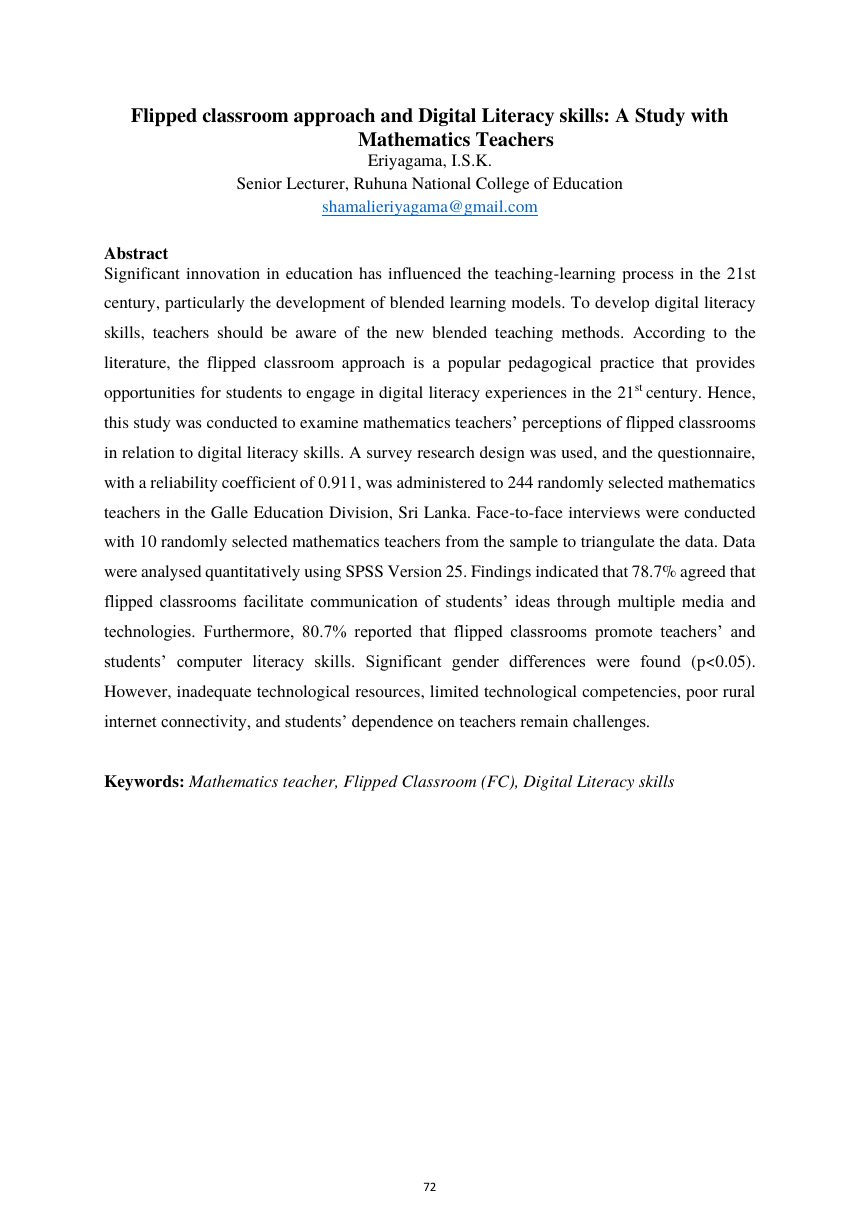 Flipped classroom approach and Digital Literacy skills: A Study with
Mathematics Teachers
Eriyagama, I.S.K.
Senior Lecturer, Ruhuna National College of Education
shamalieriyagama@gmail.com
Abstract
Significant innovation in education has influenced the teaching-learning process in the 21st
century, particularly the development of blended learning models. To develop digital literacy
skills, teachers should be aware of the new blended teaching methods. According to the
literature, the flipped classroom approach is a popular pedagogical practice that provides
opportunities for students to engage in digital literacy experiences in the 21st century. Hence,
this study was conducted to examine mathematics teachers’ perceptions of flipped classrooms
in relation to digital literacy skills. A survey research design was used, and the questionnaire,
with a reliability coefficient of 0.911, was administered to 244 randomly selected mathematics
teachers in the Galle Education Division, Sri Lanka. Face-to-face interviews were conducted
with 10 randomly selected mathematics teachers from the sample to triangulate the data. Data
were analysed quantitatively using SPSS Version 25. Findings indicated that 78.7% agreed that
flipped classrooms facilitate communication of students’ ideas through multiple media and
technologies. Furthermore, 80.7% reported that flipped classrooms promote teachers’ and
students’ computer literacy skills. Significant gender differences were found (p<0.05).
However, inadequate technological resources, limited technological competencies, poor rural
internet connectivity, and students’ dependence on teachers remain challenges.
Keywords: Mathematics teacher, Flipped Classroom (FC), Digital Literacy skills
72